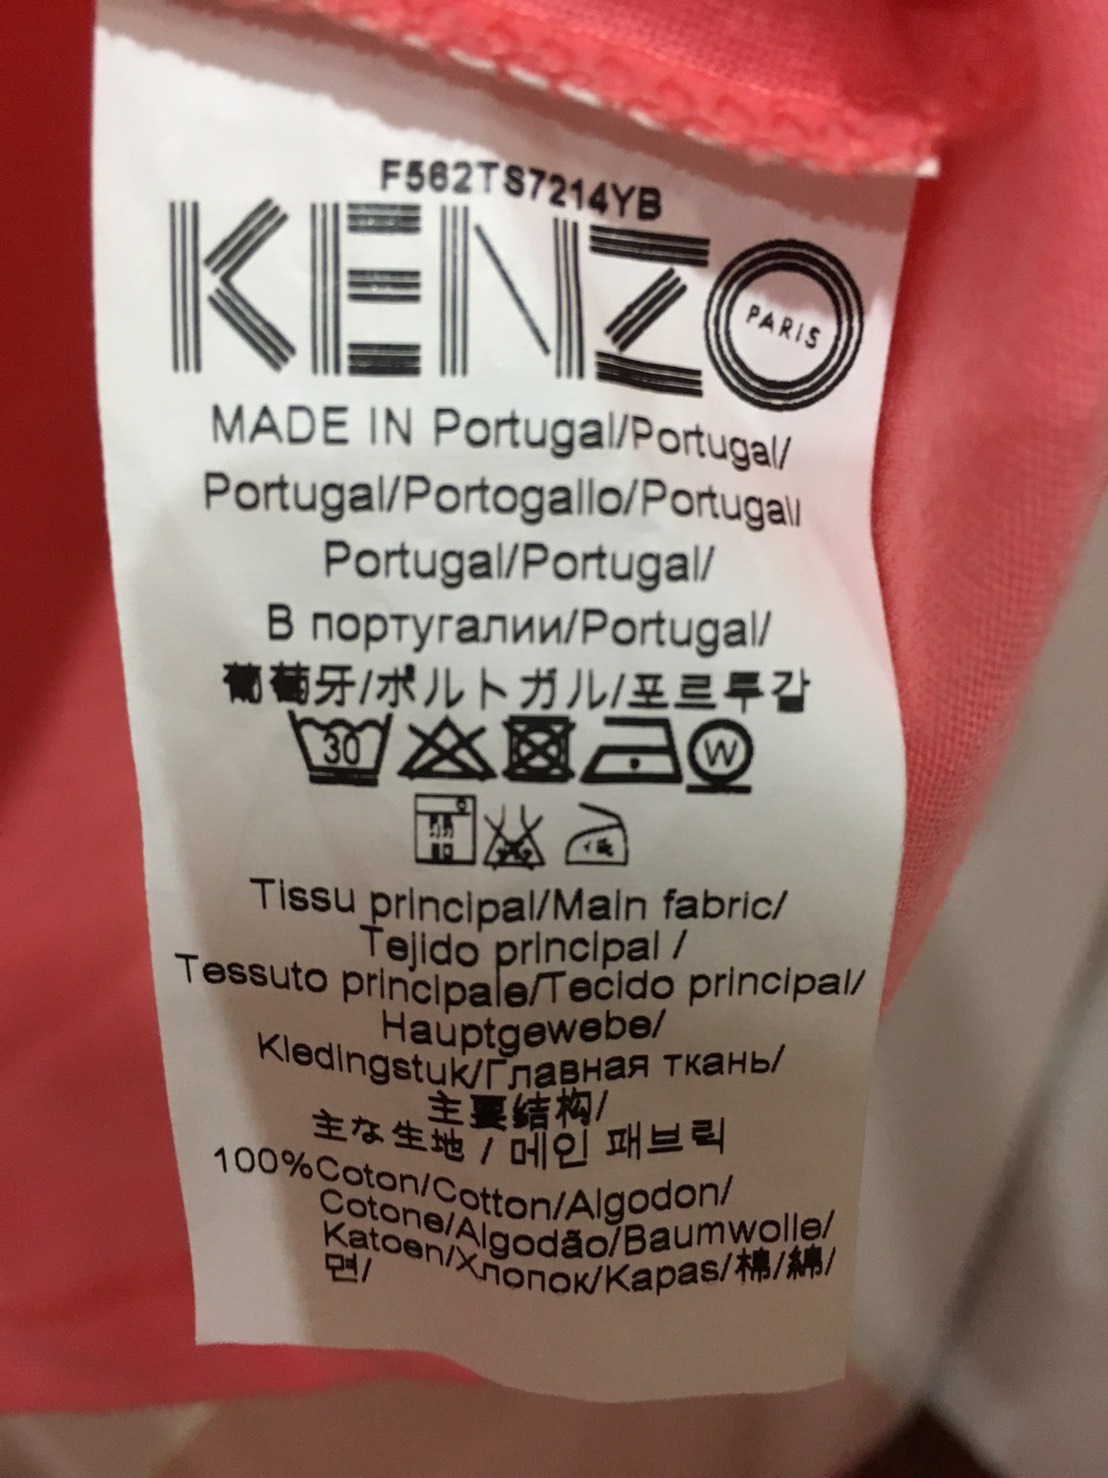 F562TS7214YB
KENZO
PARIS
MADE IN Portugal/Portugal/
Portugal/Portogallo/Portugal/
Portugal/Portugal/
В португалии/Portugal/
葡萄牙/ポルトガル/포르투갈
30
W
Tissu principal/Main fabric/
Tejido principal /
Tessuto principale/Tecido principal/
Hauptgewebe/
Kledingstuk/Главная ткань/
主要结构/
主な生地 / 메인 패브릭
100%Coton/Cotton/Algodon/
Cotone/Algodão/Baumwolle/
Katoen/Хлопок/Kapas/棉/綿/
면/